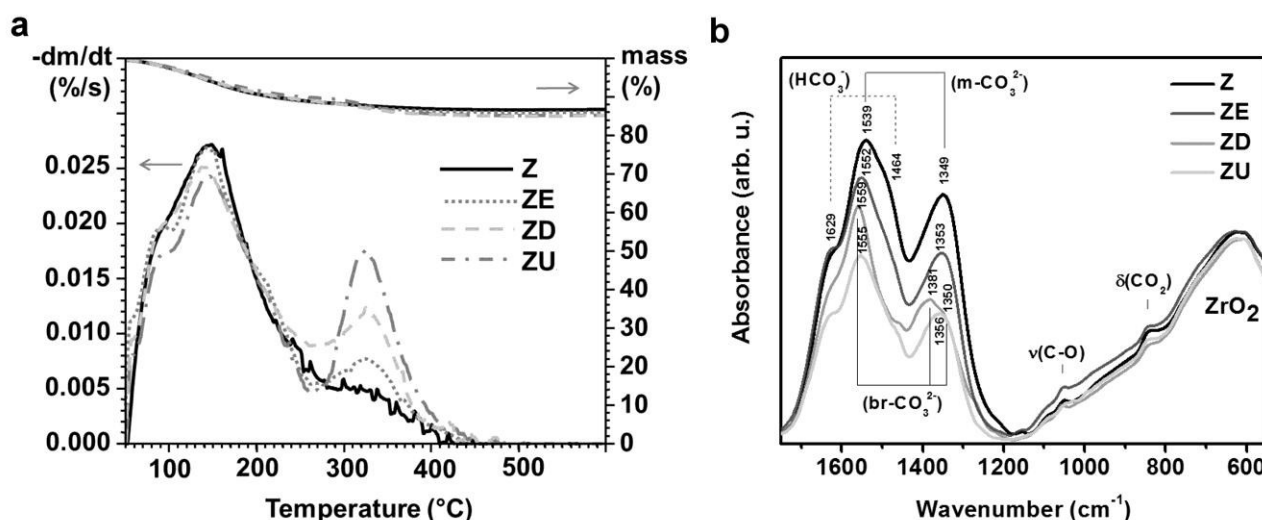 a
-dm/dt
(%/s)
mass
(%)
0.025
0.020
0.015
0.010
0.005
0.000
90
80
70
60
50
40
30
20
10
0
Z
ZE
ZD
ZU
100
200
300
400
500
Temperature (°C)
b
Absorbance (arb. u.)
(HCO₃⁻)
(m-CO₃²⁻)
Z
ZE
ZD
ZU
1629
1539
1552
1559
1555
1464
1349
1353
1381
1350
1356
(br-CO₃²⁻)
ν(C-O)
δ(CO₂)
ZrO₂
1600
1400
1200
1000
800
600
Wavenumber (cm⁻¹)